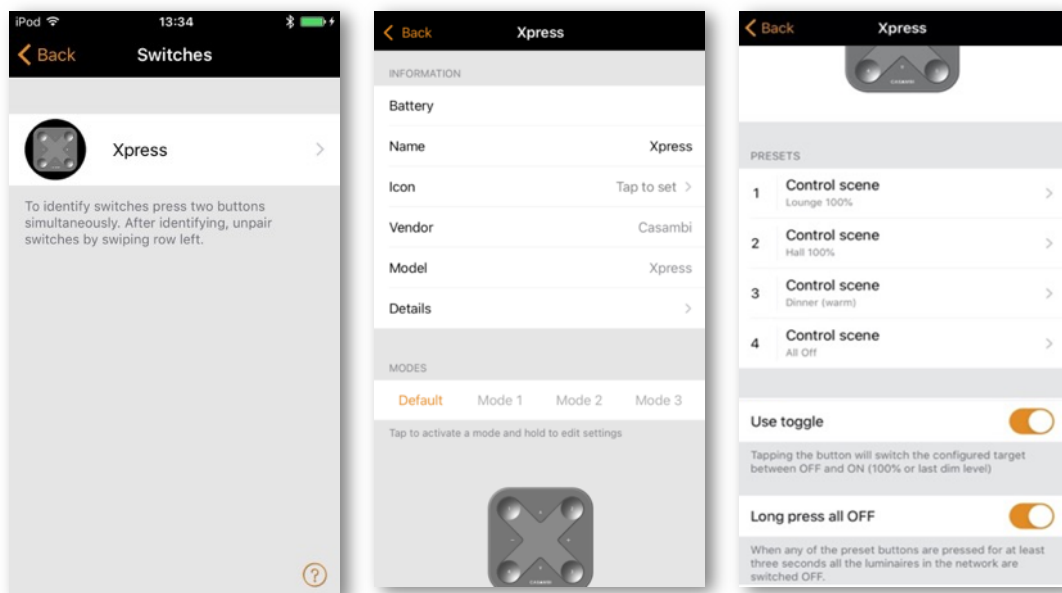 iPod 13:34
Back Switches
Xpress
To identify switches press two buttons
simultaneously. After identifying, unpair
switches by swiping row left.
?
Back Xpress
INFORMATION
Battery
Name Xpress
Icon Tap to set
Vendor Casambi
Model Xpress
Details
MODES
Default Mode 1 Mode 2 Mode 3
Tap to activate a mode and hold to edit settings
CASAMBI
Back Xpress
CASAMBI
PRESETS
1 Control scene
Lounge 100%
2 Control scene
Hall 100%
3 Control scene
Dinner (warm)
4 Control scene
All Off
Use toggle
Tapping the button will switch the configured target
between OFF and ON (100% or last dim level)
Long press all OFF
When any of the preset buttons are pressed for at least
three seconds all the luminaires in the network are
switched OFF.